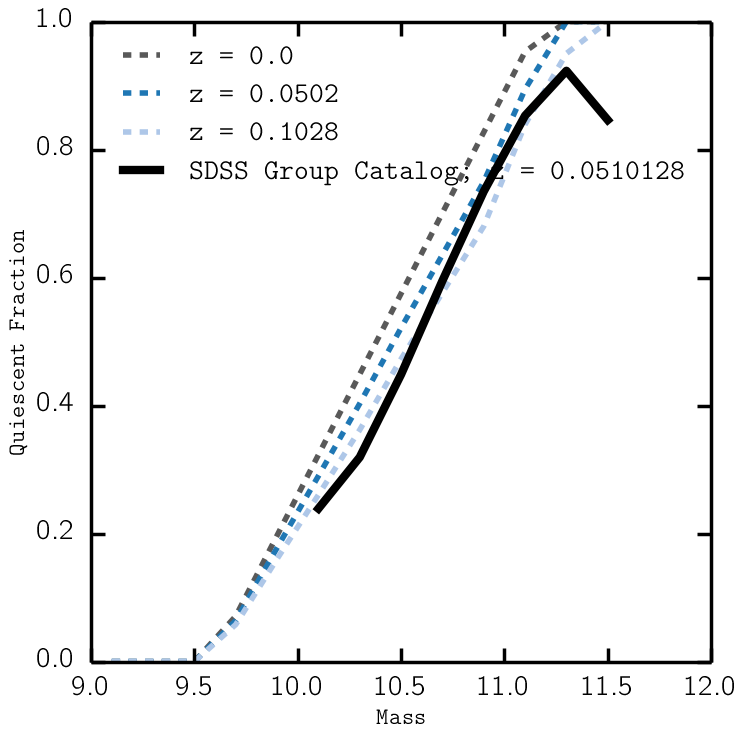 1.0
z = 0.0
z = 0.0502
z = 0.1028
0.8
SDSS Group Catalog; z = 0.0510128
0.6
Quiescent Fraction
0.4
0.2
0.0
9.0 9.5 10.0 10.5 11.0 11.5 12.0
Mass